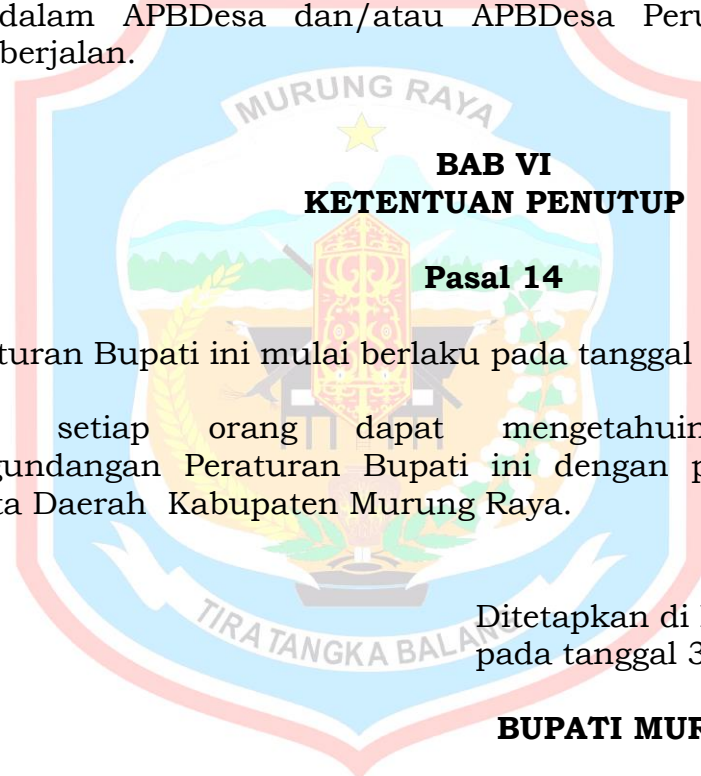 dalam APBDesa dan/atau APBDesa
berjalan.
MURUNG RAYA
BAB VI
KETENTUAN PENUTUP
Pasal 14
turan Bupati ini mulai berlaku pada tanggal
setiap orang dapat mengetahuin
gundangan Peraturan Bupati ini dengan p
ta Daerah Kabupaten Murung Raya.
Ditetapkan di
TIRA TANGKA BALANG
pada tanggal 3
BUPATI MUR